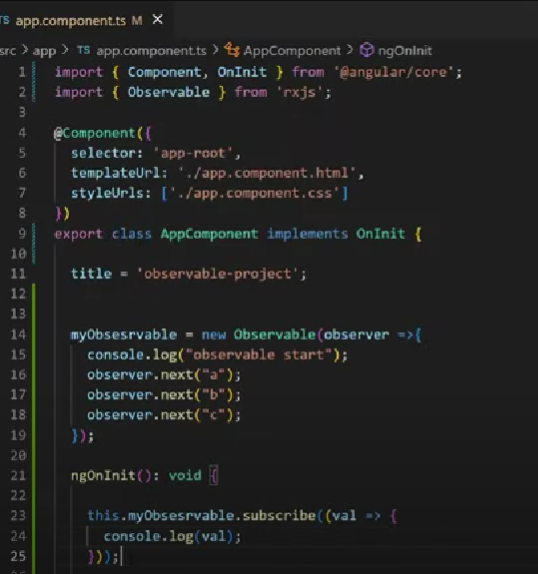 TS app.component.ts M ×
src > app > TS app.component.ts > AppComponent > ngOnInit
1 import { Component, OnInit } from '@angular/core';
2 import { Observable } from 'rxjs';
3
4 @Component({
5 selector: 'app-root',
6 templateUrl: './app.component.html',
7 styleUrls: ['./app.component.css']
8 })
9 export class AppComponent implements OnInit {
10
11 title = 'observable-project';
12
13
14 myObsesrvable = new Observable(observer =>{
15 console.log("observable start");
16 observer.next("a");
17 observer.next("b");
18 observer.next("c");
19 });
20
21 ngOnInit(): void {
22
23 this.myObsesrvable.subscribe((val => {
24 console.log(val);
25 }));